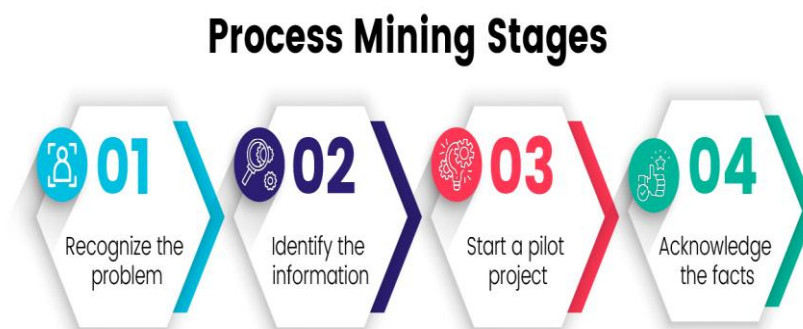 Process Mining Stages
01
Recognize the
problem
02
Identify the
information
03
Start a pilot
project
04
Acknowledge
the facts